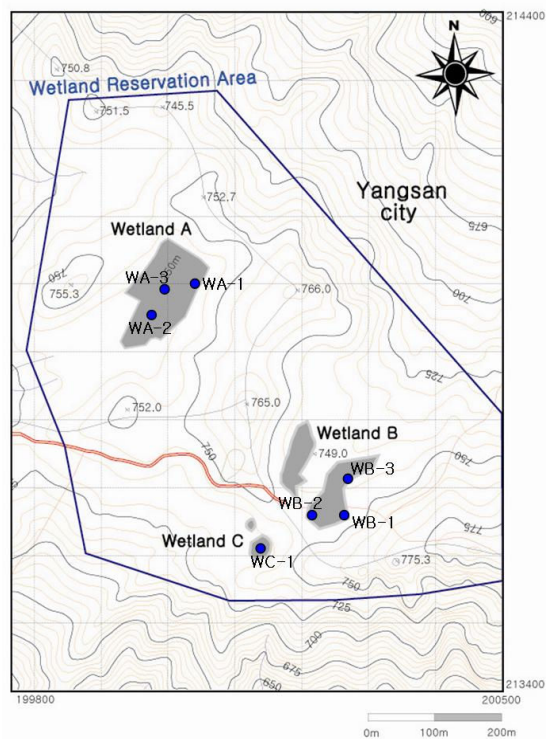 214400
600
N
750.8
Wetland Reservation Area
751.5
745.5
752.7
Yangsan
city
675
Wetland A
750
755.3
WA-3
WA-1
766.0
700
WA-2
725
752.0
765.0
750
Wetland B
749.0
750
WB-3
WB-2
WB-1
775
Wetland C
WC-1
775.3
750
725
700
675
650
213400
199800
200500
0m
100m
200m